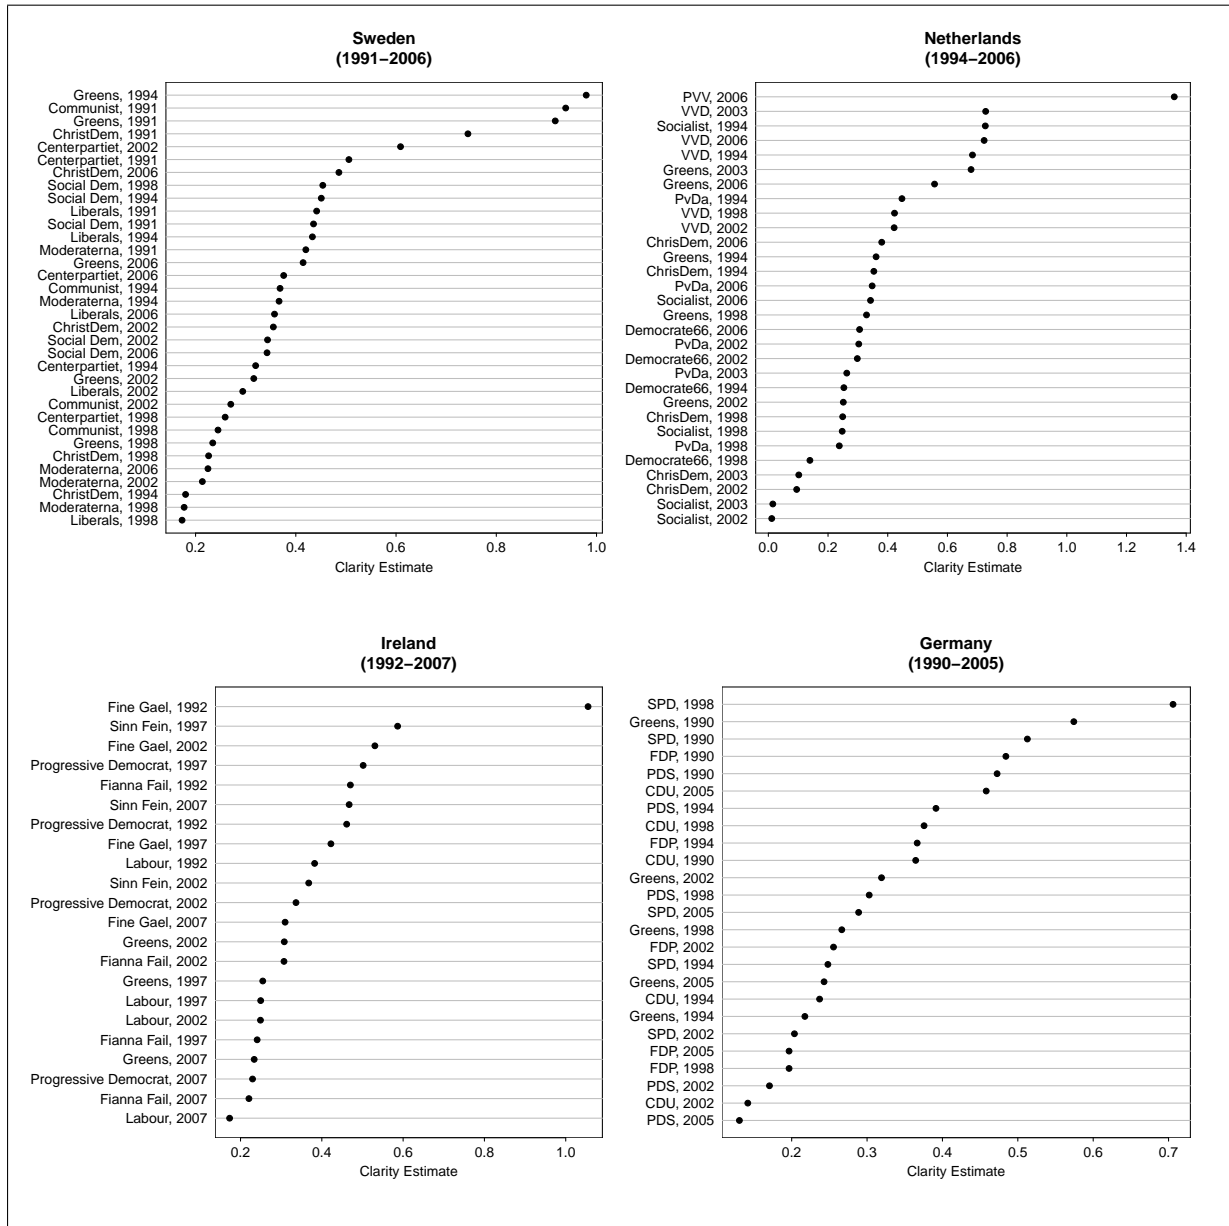 Sweden
(1991−2006)
Greens, 1994
Communist, 1991
Greens, 1991
ChristDem, 1991
Centerpartiet, 2002
Centerpartiet, 1991
ChristDem, 2006
Social Dem, 1998
Social Dem, 1994
Liberals, 1991
Social Dem, 1991
Liberals, 1994
Moderaterna, 1991
Greens, 2006
Centerpartiet, 2006
Communist, 1994
Moderaterna, 1994
Liberals, 2006
ChristDem, 2002
Social Dem, 2002
Social Dem, 2006
Centerpartiet, 1994
Greens, 2002
Liberals, 2002
Communist, 2002
Centerpartiet, 1998
Communist, 1998
Greens, 1998
ChristDem, 1998
Moderaterna, 2006
Moderaterna, 2002
ChristDem, 1994
Moderaterna, 1998
Liberals, 1998
0.2 0.4 0.6 0.8 1.0
Clarity Estimate
Netherlands
(1994−2006)
PVV, 2006
VVD, 2003
Socialist, 1994
VVD, 2006
VVD, 1994
Greens, 2003
Greens, 2006
PvDa, 1994
VVD, 1998
VVD, 2002
ChrisDem, 2006
Greens, 1994
ChrisDem, 1994
PvDa, 2006
Socialist, 2006
Greens, 1998
Democrate66, 2006
PvDa, 2002
Democrate66, 2002
PvDa, 2003
Democrate66, 1994
Greens, 2002
ChrisDem, 1998
Socialist, 1998
PvDa, 1998
Democrate66, 1998
ChrisDem, 2003
ChrisDem, 2002
Socialist, 2003
Socialist, 2002
0.0 0.2 0.4 0.6 0.8 1.0 1.2 1.4
Clarity Estimate
Ireland
(1992−2007)
Fine Gael, 1992
Sinn Fein, 1997
Fine Gael, 2002
Progressive Democrat, 1997
Fianna Fail, 1992
Sinn Fein, 2007
Progressive Democrat, 1992
Fine Gael, 1997
Labour, 1992
Sinn Fein, 2002
Progressive Democrat, 2002
Fine Gael, 2007
Greens, 2002
Fianna Fail, 2002
Greens, 1997
Labour, 1997
Labour, 2002
Fianna Fail, 1997
Greens, 2007
Progressive Democrat, 2007
Fianna Fail, 2007
Labour, 2007
0.2 0.4 0.6 0.8 1.0
Clarity Estimate
Germany
(1990−2005)
SPD, 1998
Greens, 1990
SPD, 1990
FDP, 1990
PDS, 1990
CDU, 2005
PDS, 1994
CDU, 1998
FDP, 1994
CDU, 1990
Greens, 2002
PDS, 1998
SPD, 2005
Greens, 1998
FDP, 2002
SPD, 1994
Greens, 2005
CDU, 1994
Greens, 1994
SPD, 2002
FDP, 2005
FDP, 1998
PDS, 2002
CDU, 2002
PDS, 2005
0.2 0.3 0.4 0.5 0.6 0.7
Clarity Estimate